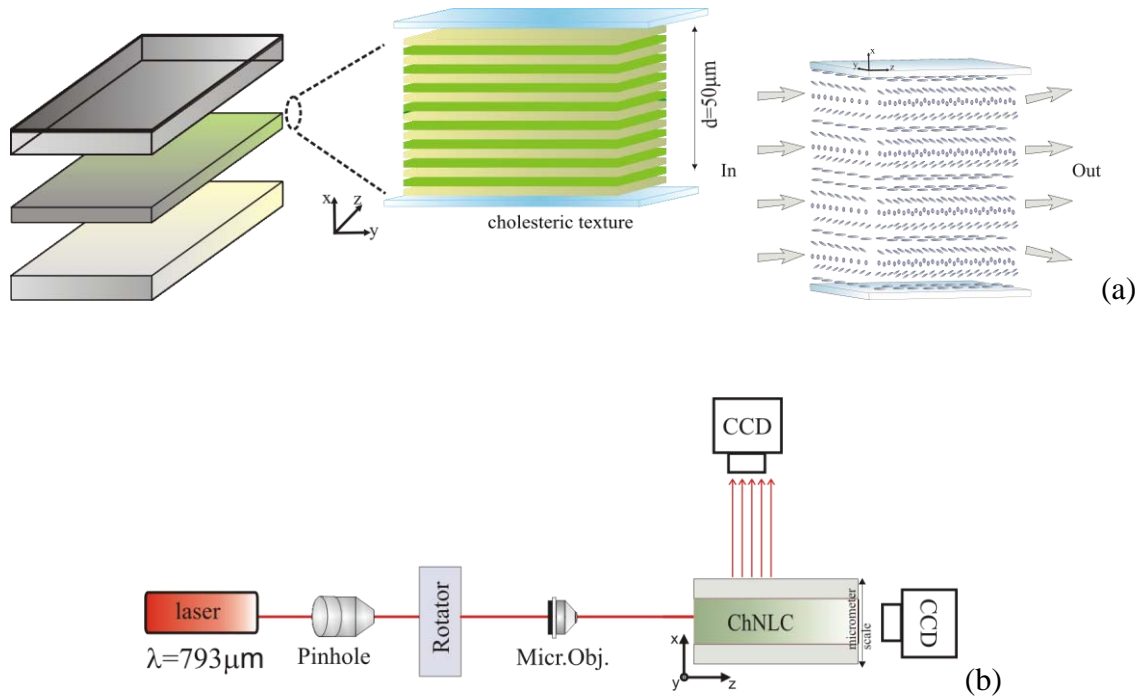 d=50μm
x
z
y
cholesteric texture
x
y
z
In
Out
(a)
CCD
laser
λ=793μm
Pinhole
Rotator
Micr.Obj.
ChNLC
micrometer
scale
CCD
x
y
z
(b)